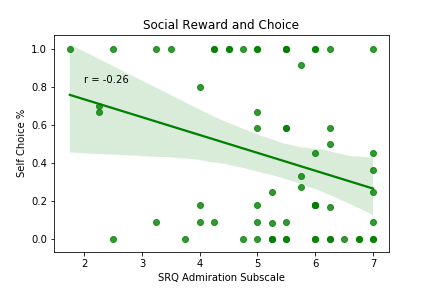 Social Reward and Choice
1.0
0.8
0.6
0.4
0.2
0.0
Self Choice %
r = -0.26
2 3 4 5 6 7
SRQ Admiration Subscale